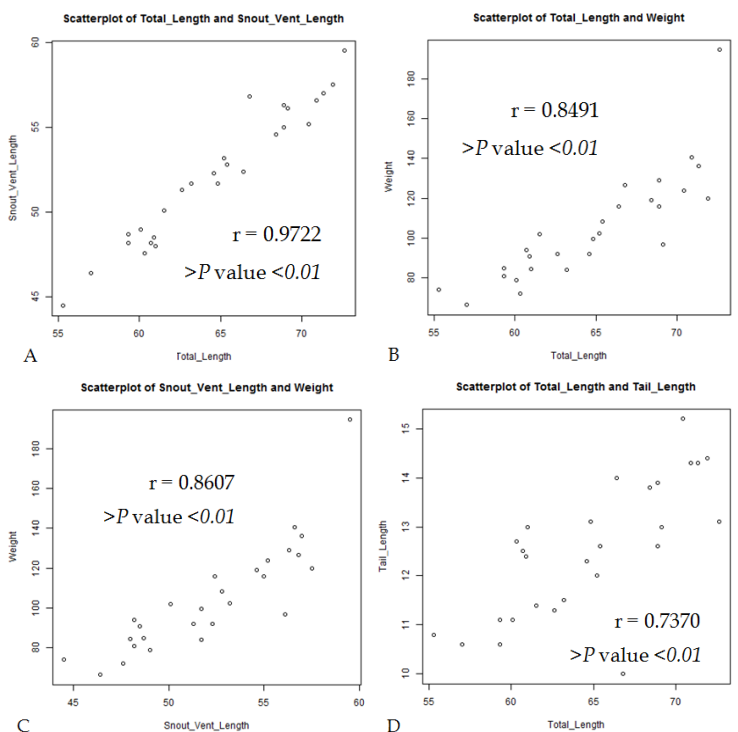 Scatterplot of Total_Length and Snout_Vent_Length
Snout_Vent_Length
60
55
50
45
r = 0.9722
>P value <0.01
55 60 65 70
A
Total_Length
Scatterplot of Total_Length and Weight
Weight
180
160
140
120
100
80
r = 0.8491
>P value <0.01
55 60 65 70
B
Total_Length
Scatterplot of Snout_Vent_Length and Weight
Weight
180
160
140
120
100
80
r = 0.8607
>P value <0.01
45 50 55 60
C
Snout_Vent_Length
Scatterplot of Total_Length and Tail_Length
Tail_Length
15
14
13
12
11
10
r = 0.7370
>P value <0.01
55 60 65 70
D
Total_Length